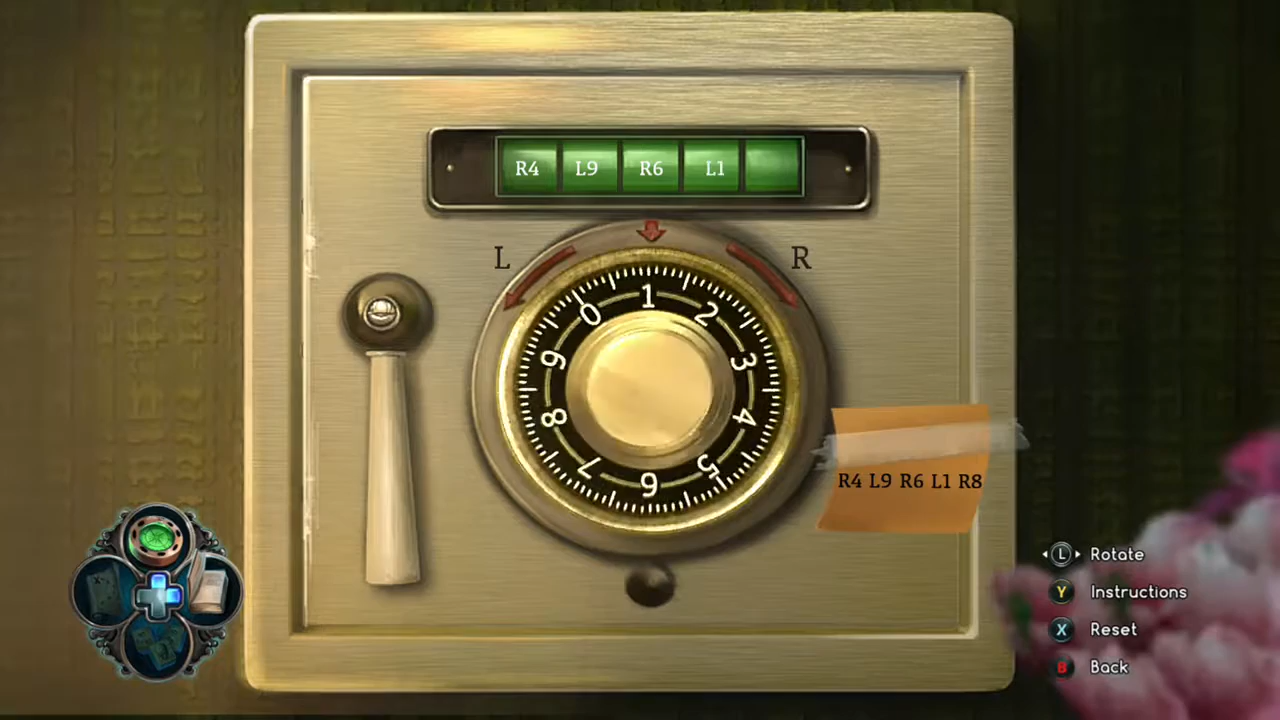 R4 L9 R6 L1
L R
0 1 2 3 4 5 6 7 8 9
R4 L9 R6 L1 R8
L Rotate
Y Instructions
X Reset
B Back